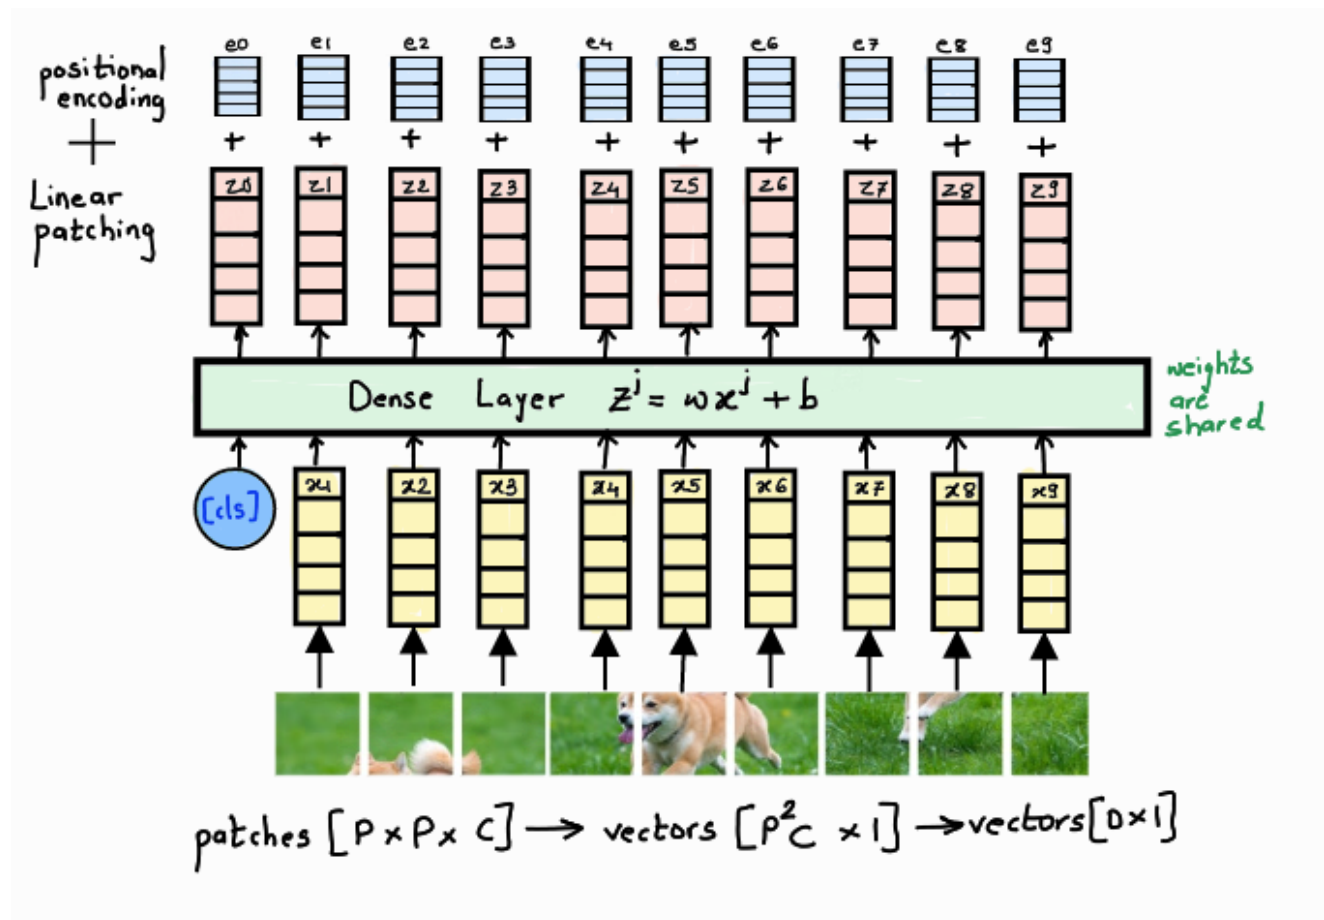 e0 e1 e2 e3 e4 e5 e6 e7 e8 e9
positional
encoding
+ + + + + + + + + +
+
Linear
patching
z0 z1 z2 z3 z4 z5 z6 z7 z8 z9
Dense Layer z^j = wx^j + b
weights
are
shared
[cls]
x1 x2 x3 x4 x5 x6 x7 x8 x9
patches [P × P × C] → vectors [P²C × 1] → vectors [D×1]